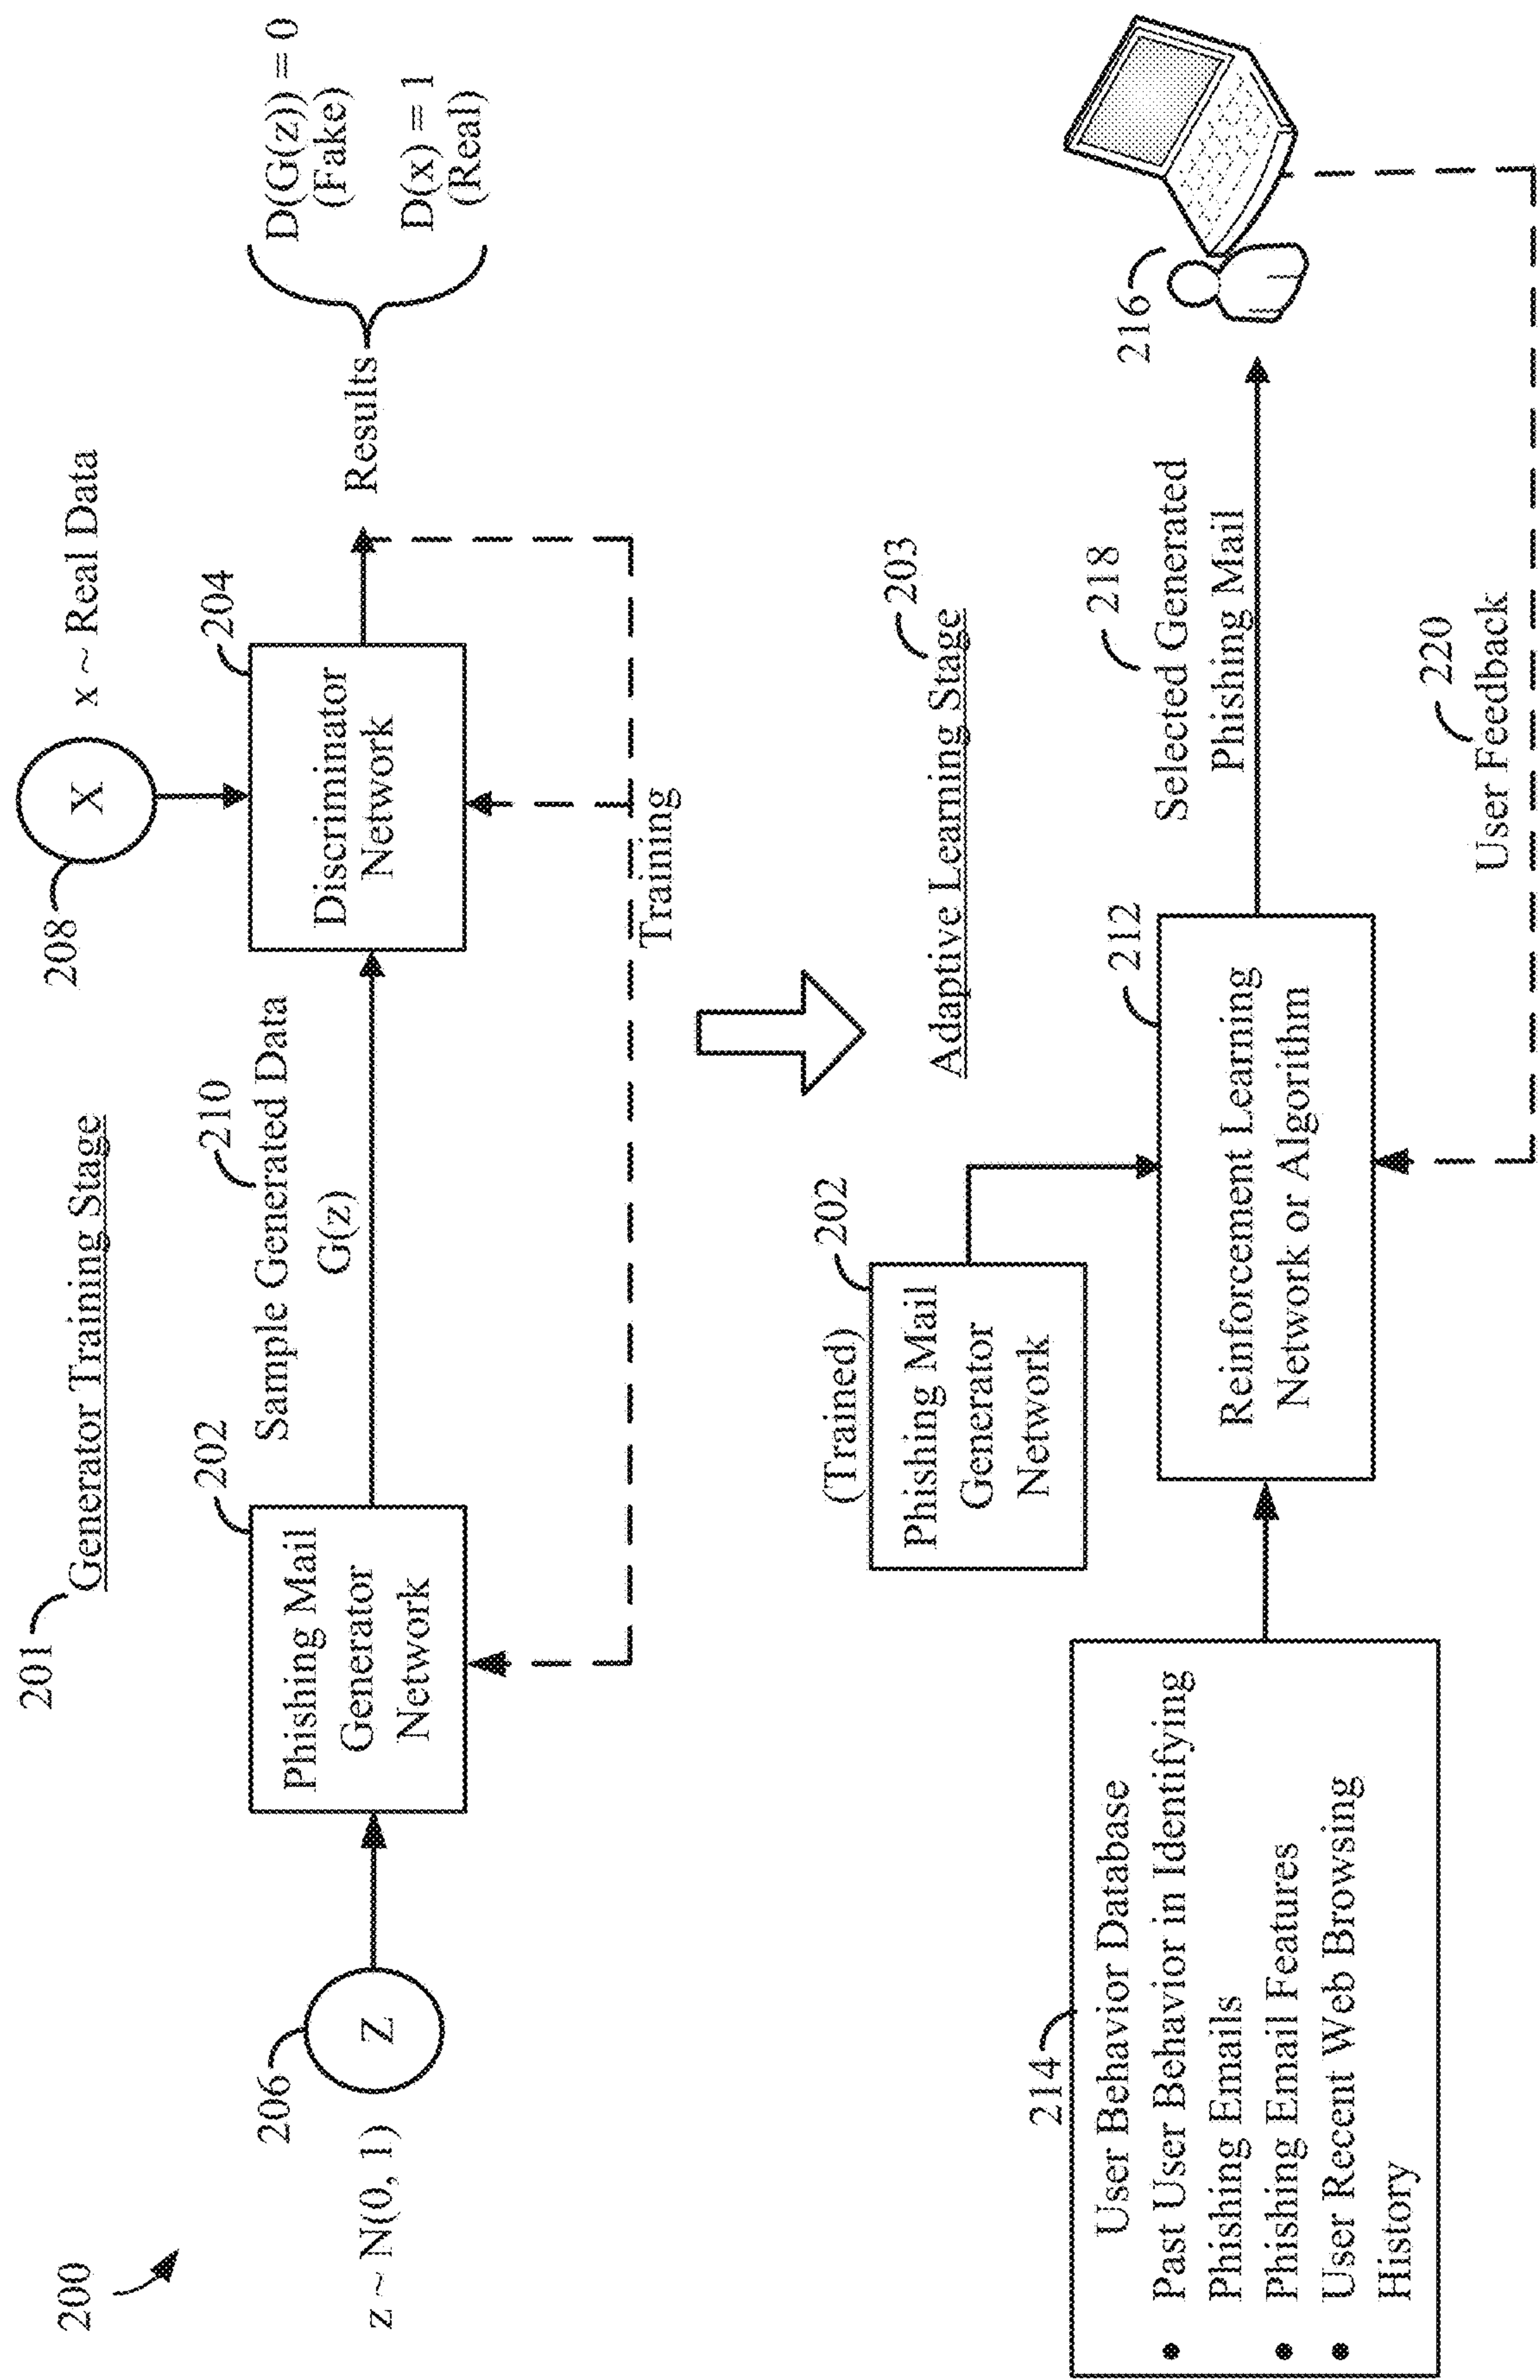 200
201
Generator Training Stage
208
X
x ~ Real Data
206
z ~ N(0, 1)
Z
202
Phishing Mail
Generator
Network
210
Sample Generated Data
G(z)
204
Discriminator
Network
Results
D(G(z)) = 0
(Fake)
D(x) = 1
(Real)
Training
Adaptive Learning Stage
203
214
User Behavior Database
• Past User Behavior in Identifying
Phishing Emails
• Phishing Email Features
• User Recent Web Browsing
History
(Trained)
202
Phishing Mail
Generator
Network
212
Reinforcement Learning
Network or Algorithm
218
Selected Generated
Phishing Mail
216
220
User Feedback